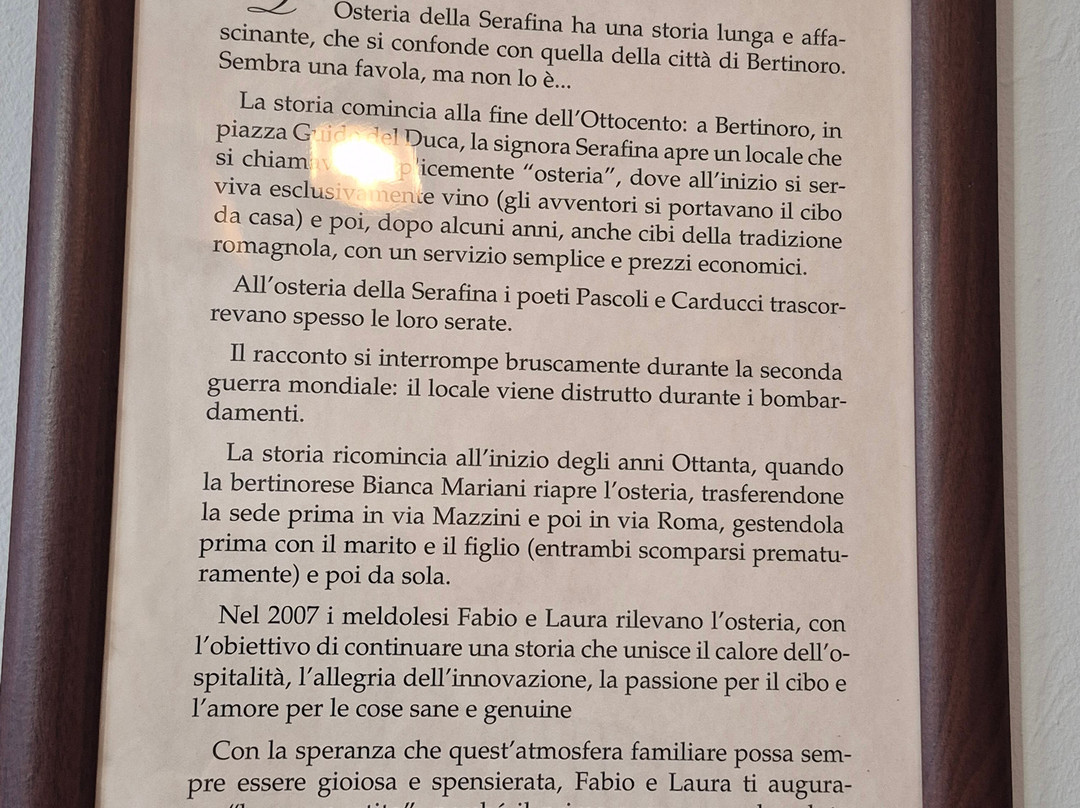 Osteria della Serafina ha una storia lunga e affa-
scinante, che si confonde con quella della città di Bertinoro.
Sembra una favola, ma non lo è...
La storia comincia alla fine dell'Ottocento: a Bertinoro, in
piazza Guido del Duca, la signora Serafina apre un locale che
si "osteria", dove all'inizio si ser-
viva esclusivamente vino (gli avventori si portavano il cibo
da casa) e poi, dopo alcuni anni, anche cibi della tradizione
romagnola, con un servizio semplice e prezzi economici.
All'osteria della Serafina i poeti Pascoli e Carducci trascor-
revano spesso le loro serate.
Il racconto si interrompe bruscamente durante la seconda
guerra mondiale: il locale viene distrutto durante i bombar-
damenti.
La storia ricomincia all'inizio degli anni Ottanta, quando
la bertinorese Bianca Mariani riapre l'osteria, trasferendone
la sede prima in via Mazzini e poi in via Roma, gestendola
prima con il marito e il figlio (entrambi scomparsi prematu-
ramente) e poi da sola.
Nel 2007 i meldolesi Fabio e Laura rilevano l'osteria, con
l'obiettivo di continuare una storia che unisce il calore dell'o-
spitalità, l'allegria dell'innovazione, la passione per il cibo e
l'amore per le cose sane e genuine
Con la speranza che quest'atmosfera familiare possa sem-
pre essere gioiosa e spensierata, Fabio e Laura ti augura-